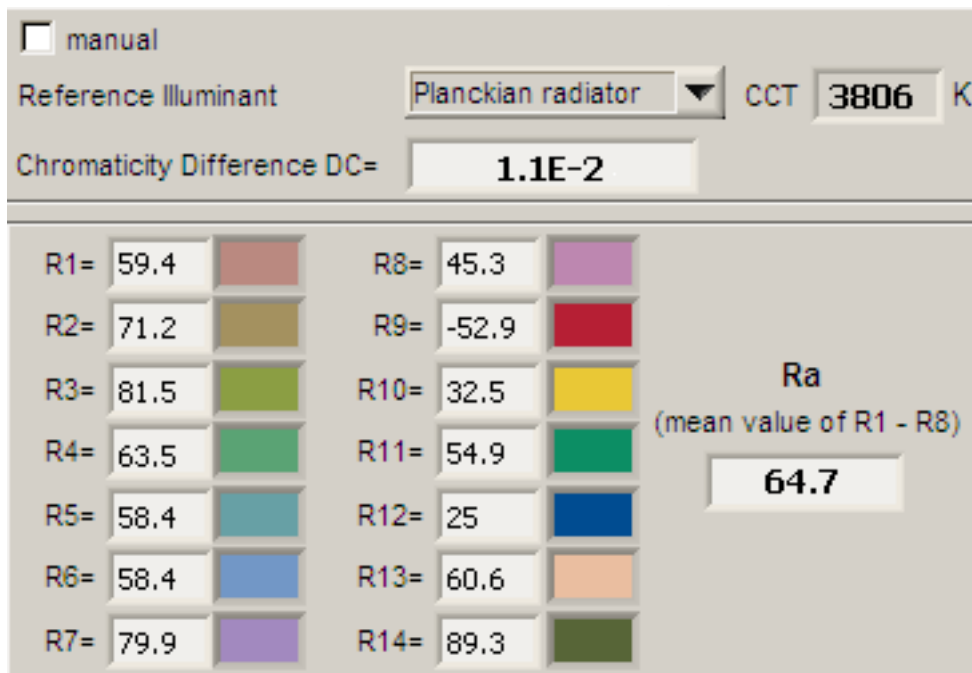 manual
Reference Illuminant Planckian radiator CCT 3806 K
Chromaticity Difference DC= 1.1E-2
R1= 59.4 R8= 45.3
R2= 71.2 R9= -52.9
R3= 81.5 R10= 32.5
R4= 63.5 R11= 54.9
R5= 58.4 R12= 25
R6= 58.4 R13= 60.6
R7= 79.9 R14= 89.3
Ra
(mean value of R1 - R8)
64.7